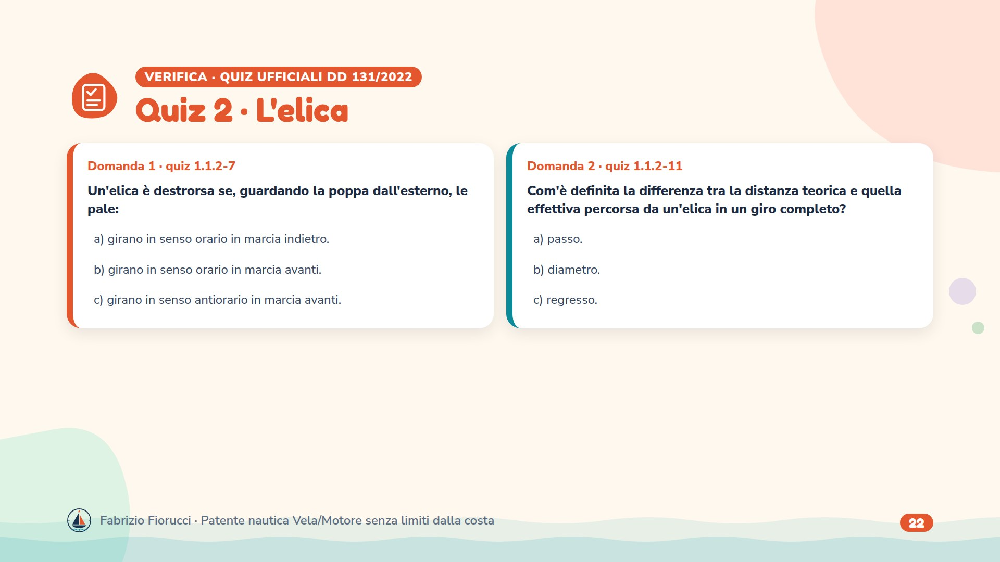 VERIFICA · QUIZ UFFICIALI DD 131/2022
Quiz 2 · L'elica
Domanda 1 · quiz 1.1.2-7
Un'elica è destrorsa se, guardando la poppa dall'esterno, le
pale:
a) girano in senso orario in marcia indietro.
b) girano in senso orario in marcia avanti.
c) girano in senso antiorario in marcia avanti.
Domanda 2 · quiz 1.1.2-11
Com'è definita la differenza tra la distanza teorica e quella
effettiva percorsa da un'elica in un giro completo?
a) passo.
b) diametro.
c) regresso.
Fabrizio Fiorucci · Patente nautica Vela/Motore senza limiti dalla costa
22